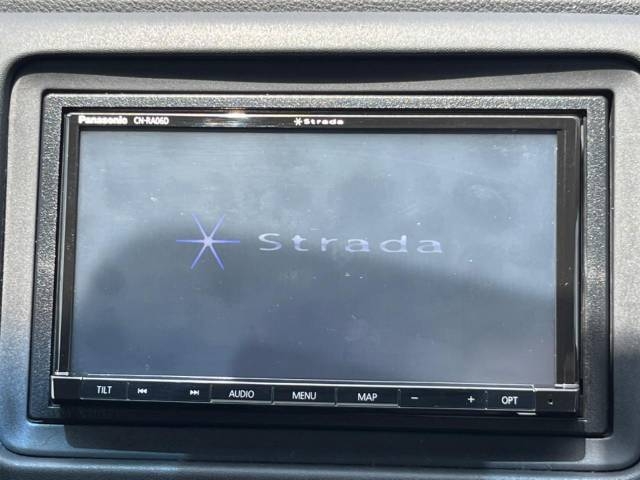 Panasonic CN-RA06D Strada
Strada
TILT ⏮ ⏭ AUDIO MENU MAP − + OPT